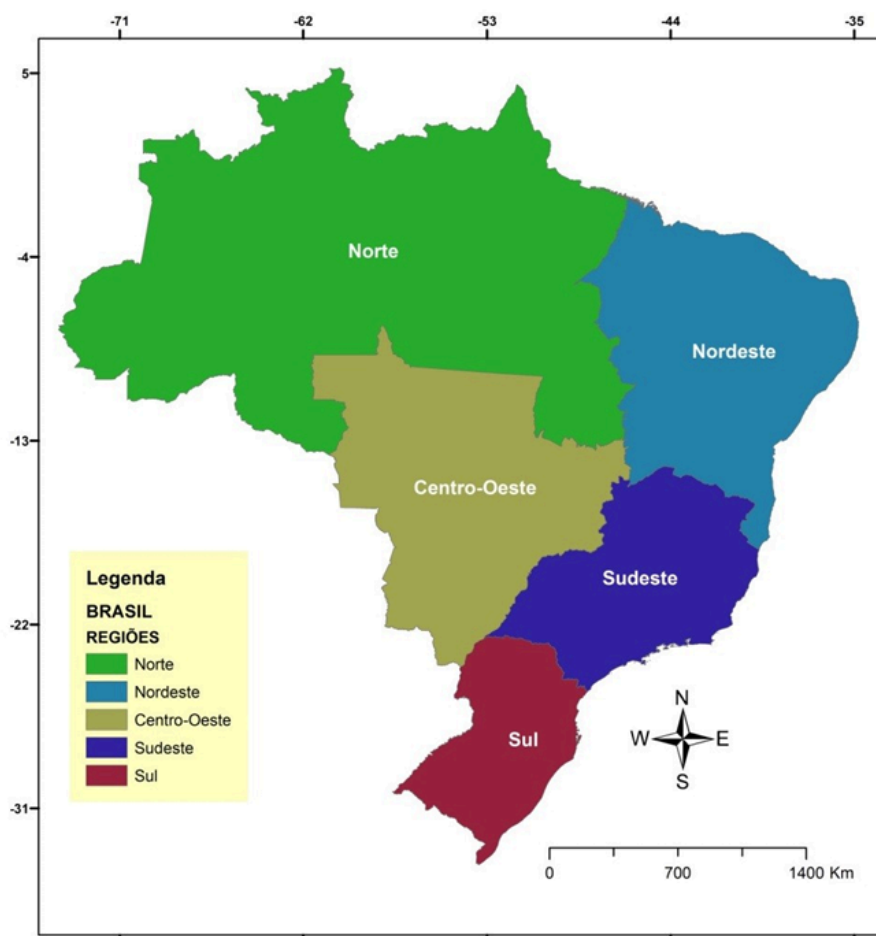 -71 -62 -53 -44 -35
5
-4
-13
-22
-31
Norte
Nordeste
Centro-Oeste
Sudeste
Sul
Legenda
BRASIL
REGIÕES
Norte
Nordeste
Centro-Oeste
Sudeste
Sul
N
W E
S
0 700 1400 Km